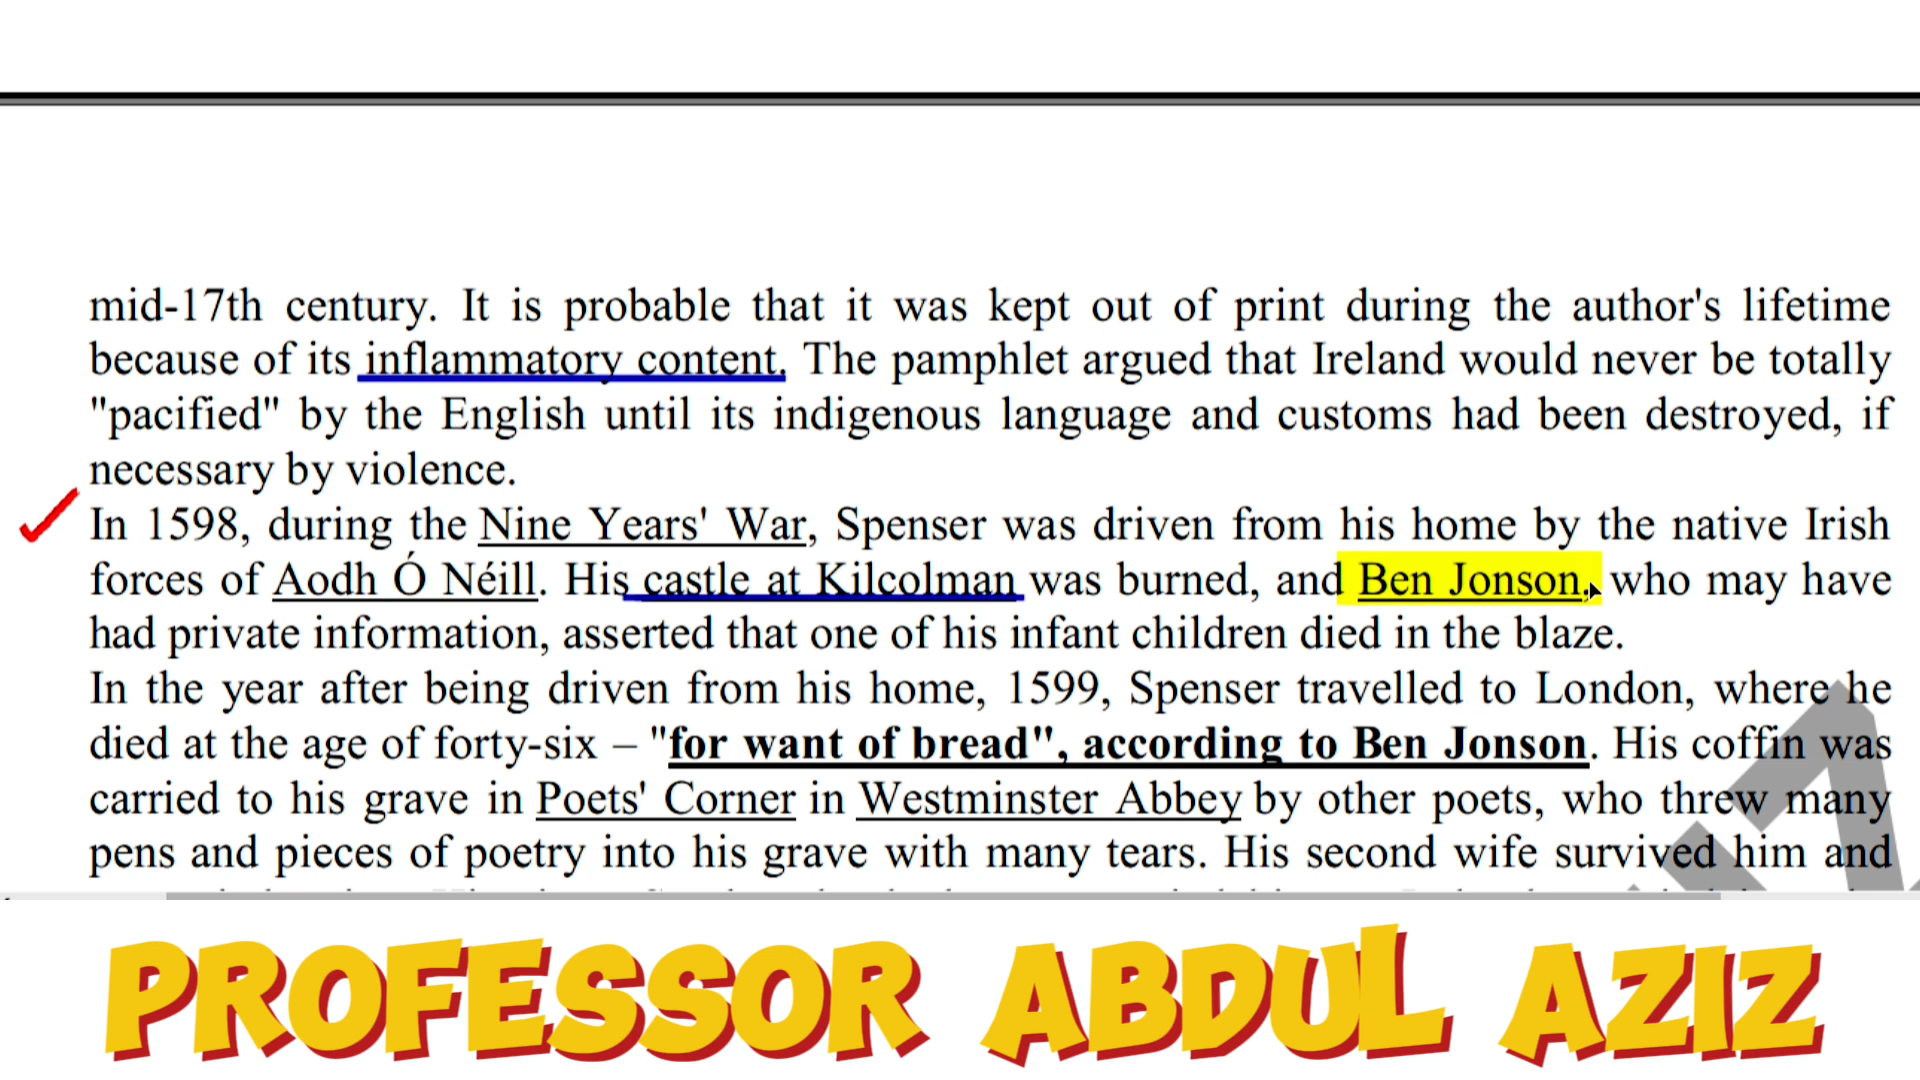 mid-17th century. It is probable that it was kept out of print during the author's lifetime
because of its inflammatory content. The pamphlet argued that Ireland would never be totally
"pacified" by the English until its indigenous language and customs had been destroyed, if
necessary by violence.
In 1598, during the Nine Years' War, Spenser was driven from his home by the native Irish
forces of Aodh Ó Néill. His castle at Kilcolman was burned, and Ben Jonson, who may have
had private information, asserted that one of his infant children died in the blaze.
In the year after being driven from his home, 1599, Spenser travelled to London, where he
died at the age of forty-six – "for want of bread", according to Ben Jonson. His coffin was
carried to his grave in Poets' Corner in Westminster Abbey by other poets, who threw many
pens and pieces of poetry into his grave with many tears. His second wife survived him and
PROFESSOR ABDUL AZIZ